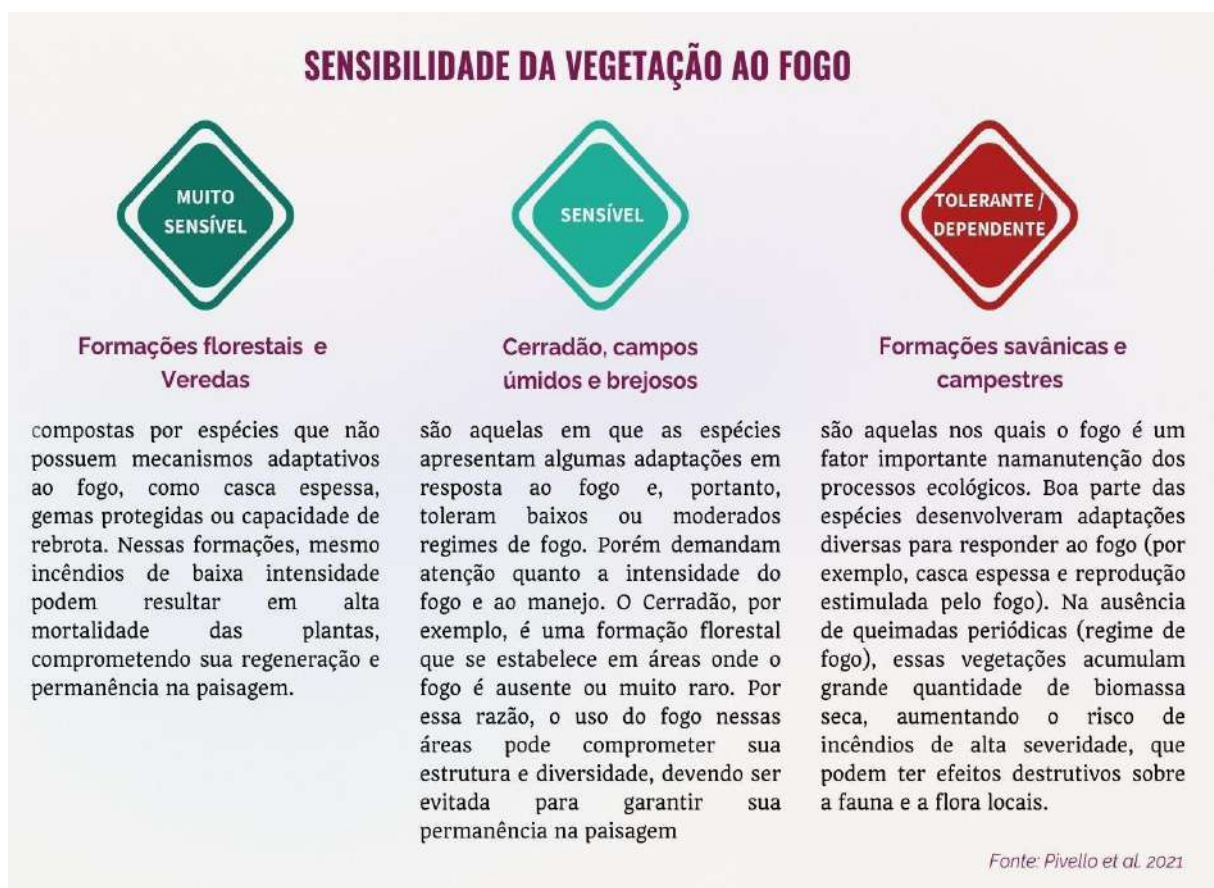 SENSIBILIDADE DA VEGETAÇÃO AO FOGO
MUITO
SENSÍVEL
Formações florestais e
Veredas
compostas por espécies que não
possuem mecanismos adaptativos
ao fogo, como casca espessa,
gemas protegidas ou capacidade de
rebrota. Nessas formações, mesmo
incêndios de baixa intensidade
podem resultar em alta
mortalidade das plantas,
comprometendo sua regeneração e
permanência na paisagem.
SENSÍVEL
Cerradão, campos
úmidos e brejosos
são aquelas em que as espécies
apresentam algumas adaptações em
resposta ao fogo e, portanto,
toleram baixos ou moderados
regimes de fogo. Porém demandam
atenção quanto a intensidade do
fogo e ao manejo. O Cerradão, por
exemplo, é uma formação florestal
que se estabelece em áreas onde o
fogo é ausente ou muito raro. Por
essa razão, o uso do fogo nessas
áreas pode comprometer sua
estrutura e diversidade, devendo ser
evitada para garantir sua
permanência na paisagem
TOLERANTE /
DEPENDENTE
Formações savânicas e
campestres
são aquelas nos quais o fogo é um
fator importante namanutenção dos
processos ecológicos. Boa parte das
espécies desenvolveram adaptações
diversas para responder ao fogo (por
exemplo, casca espessa e reprodução
estimulada pelo fogo). Na ausência
de queimadas periódicas (regime de
fogo), essas vegetações acumulam
grande quantidade de biomassa
seca, aumentando o risco de
incêndios de alta severidade, que
podem ter efeitos destrutivos sobre
a fauna e a flora locais.
Fonte: Pivello et al. 2021